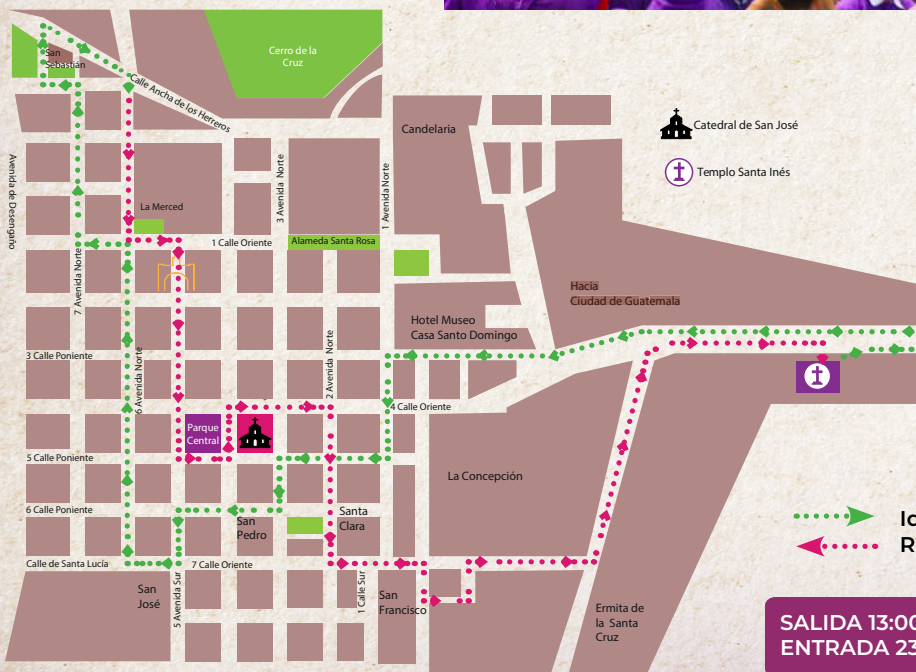 San
Sebastián
Cerro de la
Cruz
Calle Ancha de los Herreros
Candelaria
Catedral de San José
Templo Santa Inés
Avenida de Desengaño
3 Avenida Norte
1 Avenida Norte
La Merced
1 Calle Oriente
Alameda Santa Rosa
7 Avenida Norte
Hacia
Ciudad de Guatemala
Hotel Museo
Casa Santo Domingo
3 Calle Poniente
6 Avenida Norte
2 Avenida Norte
4 Calle Oriente
Parque
Central
5 Calle Poniente
La Concepción
6 Calle Poniente
San
Pedro
Santa
Clara
Calle de Santa Lucía
7 Calle Oriente
San
José
5 Avenida Sur
1 Calle Sur
San
Francisco
Ermita de
la Santa
Cruz
SALIDA 13:00
ENTRADA 23